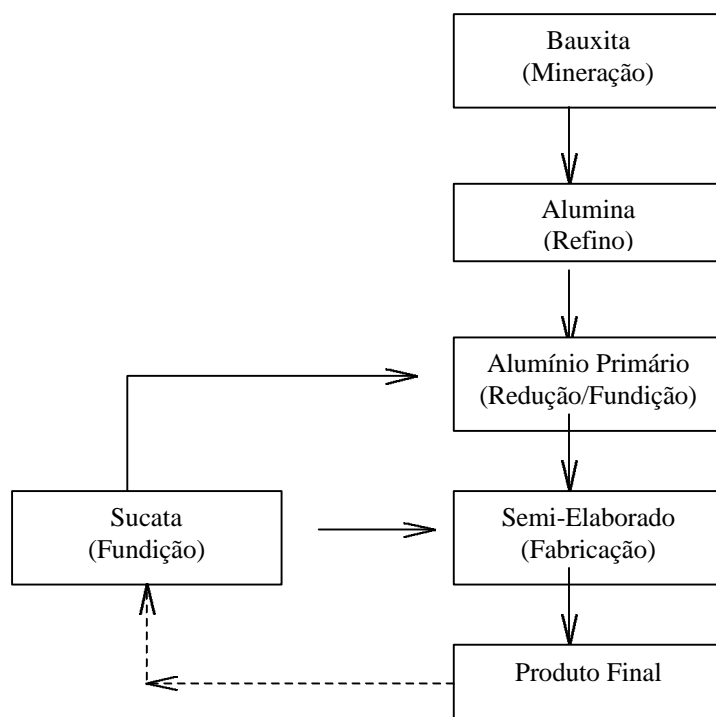 Bauxita
(Mineração)
Alumina
(Refino)
Alumínio Primário
(Redução/Fundição)
Sucata
(Fundição)
Semi-Elaborado
(Fabricação)
Produto Final